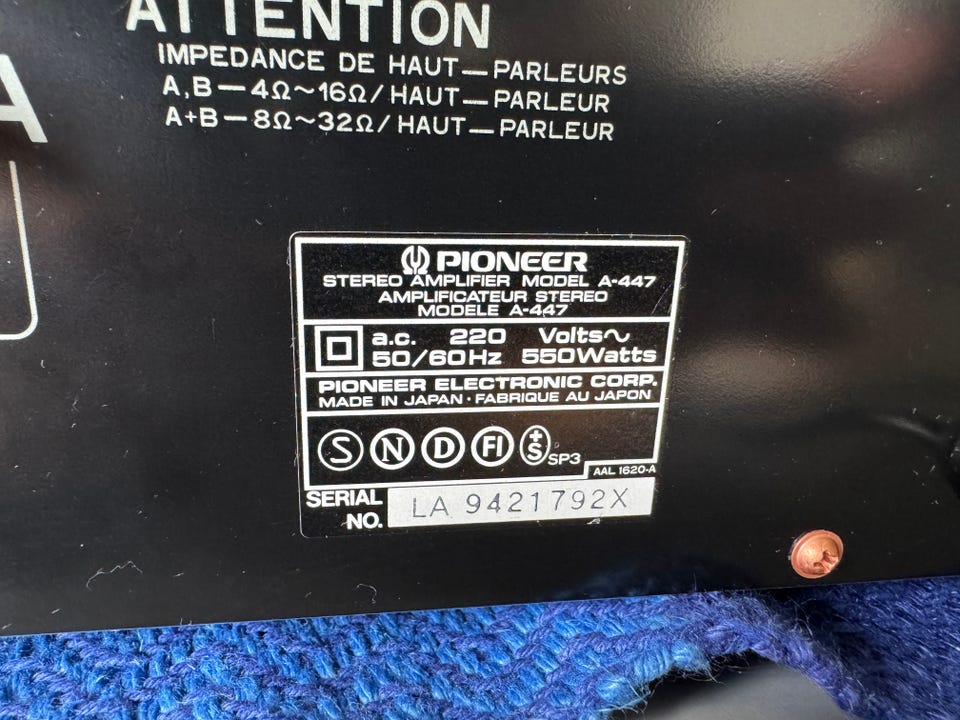 ATTENTION
IMPEDANCE DE HAUT—PARLEURS
A,B—4Ω~16Ω/HAUT—PARLEUR
A+B—8Ω~32Ω/HAUT—PARLEUR
A
PIONEER
STEREO AMPLIFIER MODEL A-447
AMPLIFICATEUR STEREO
MODELE A-447
a.c. 220 Volts~
50/60Hz 550Watts
PIONEER ELECTRONIC CORP.
MADE IN JAPAN·FABRIQUE AU JAPON
S N D FI +S SP3
AAL 1620-A
SERIAL NO. LA 9421792X